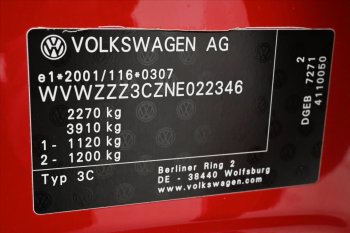 VOLKSWAGEN AG
e1*2001/116*0307
WVWZZZ3CZNE022346
2270 kg
3910 kg
1- 1120 kg
2- 1200 kg
Typ 3C
Berliner Ring 2
DE - 38440 Wolfsburg
www.volkswagen.com
2
DGEB 7271
4110050